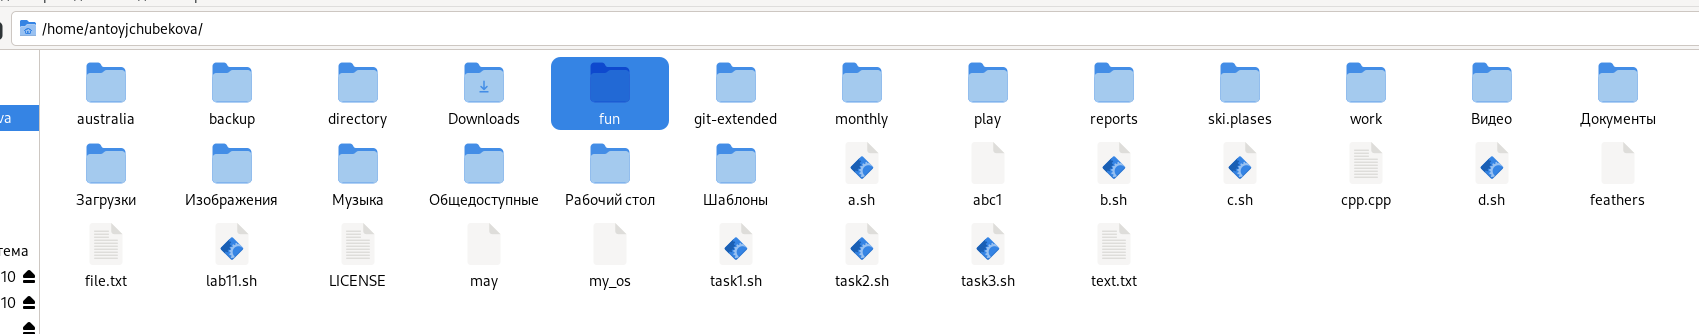 /home/antoyjchubekova/
australia backup directory Downloads fun git-extended monthly play reports ski.plases work Видео Документы
va
Загрузки Изображения Музыка Общедоступные Рабочий стол Шаблоны a.sh abc1 b.sh c.sh cpp.cpp d.sh feathers
тема
file.txt lab11.sh LICENSE may my_os task1.sh task2.sh task3.sh text.txt
10
10